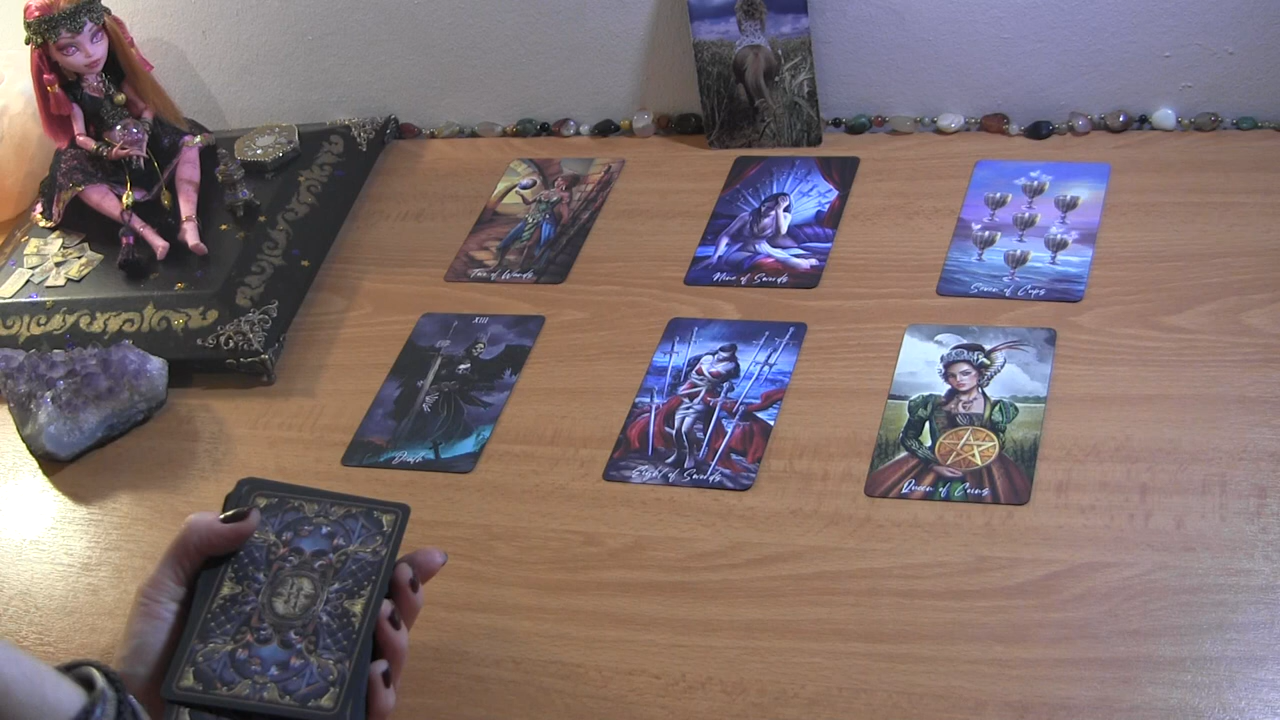 Two of Wands
Nine of Swords
Seven of Cups
XIII
Death
Eight of Swords
Queen of Coins